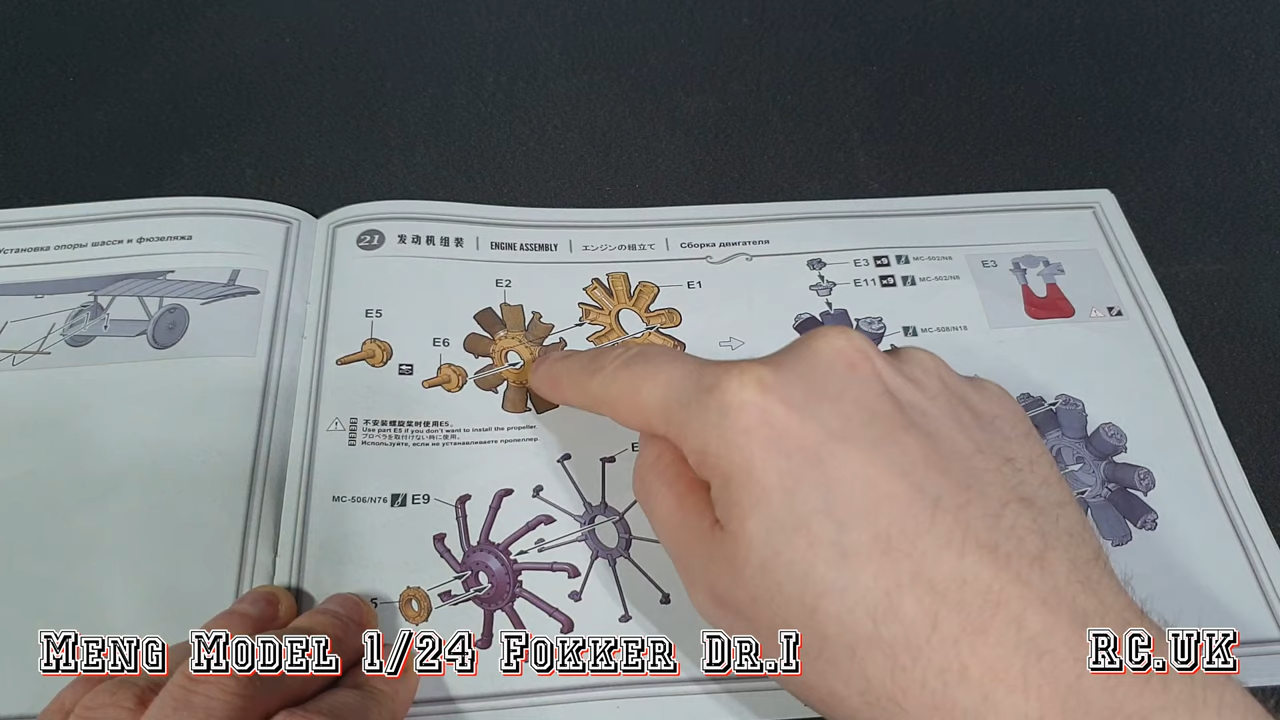 Установка опоры шасси и фюзеляжа
21 发动机组装 | ENGINE ASSEMBLY | エンジンの組立て | Сборка двигателя
E2
E1
E5
E6
E3 x9 MC-502/N8
E11 x9 MC-502/N8
E3
MC-508/N18
不安装螺旋桨时使用E5。
Use part E5 if you don't want to install the propeller.
プロペラを取付けない時に使用。
Используйте, если не устанавливаете пропеллер.
MC-506/N76 E9
MENG MODEL 1/24 FOKKER DR.I
RC.UK